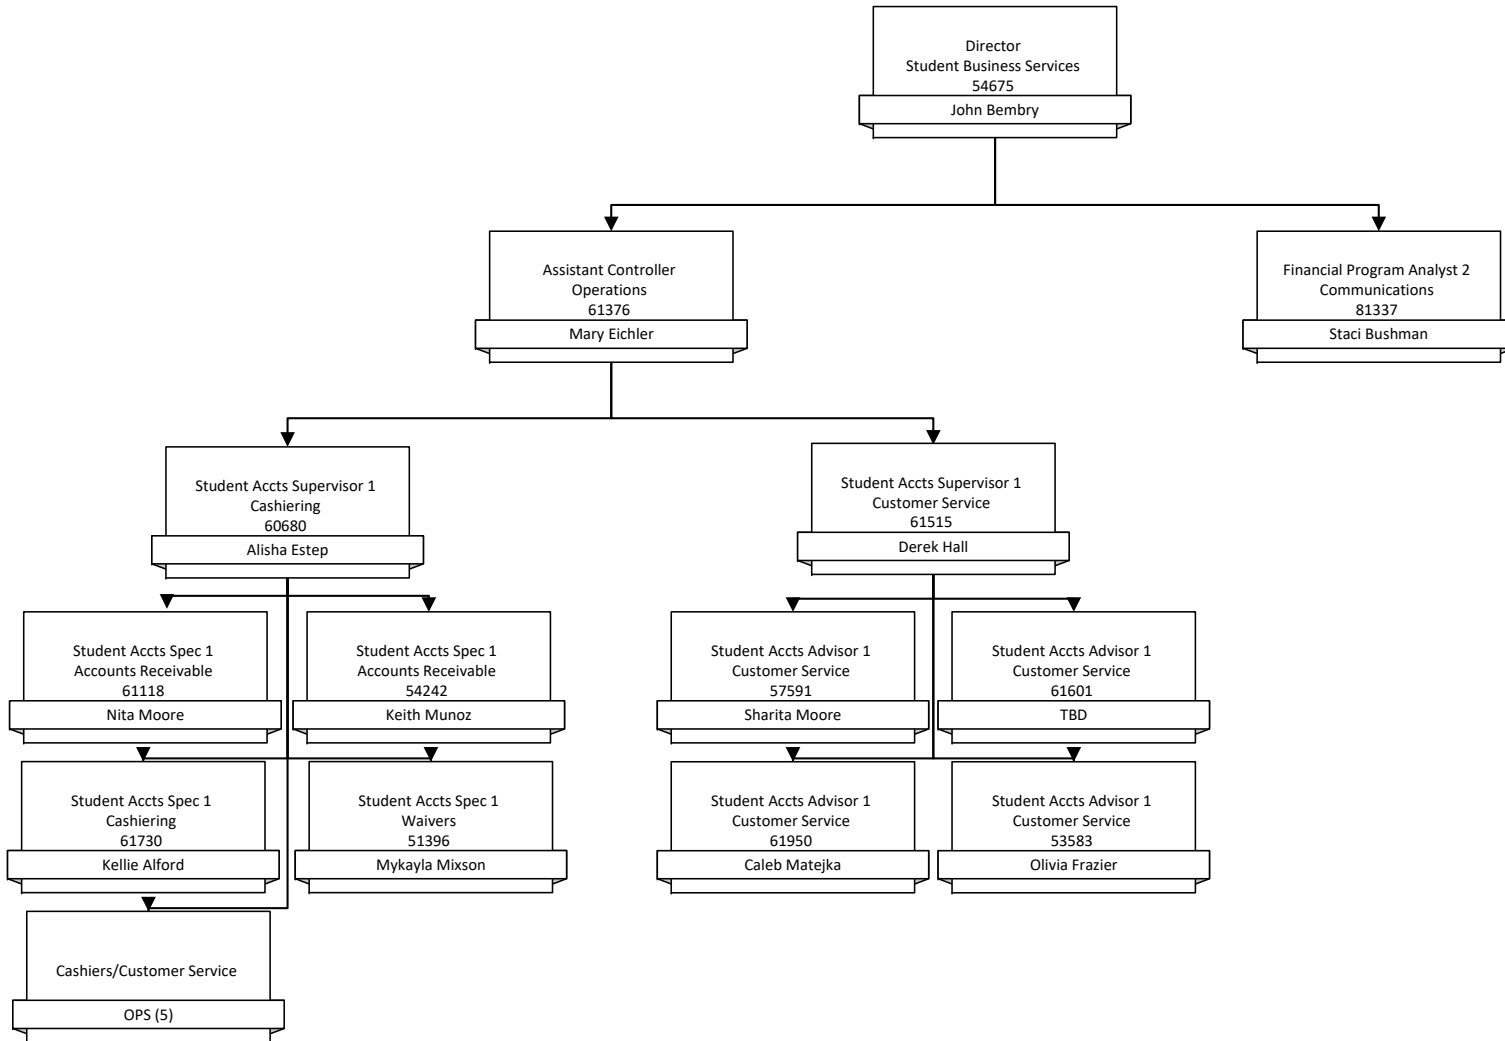 Director
Student Business Services
54675
John Bembry
Assistant Controller
Operations
61376
Mary Eichler
Financial Program Analyst 2
Communications
81337
Staci Bushman
Student Accts Supervisor 1
Cashiering
60680
Alisha Estep
Student Accts Supervisor 1
Customer Service
61515
Derek Hall
Student Accts Spec 1
Accounts Receivable
61118
Nita Moore
Student Accts Spec 1
Accounts Receivable
54242
Keith Munoz
Student Accts Advisor 1
Customer Service
57591
Sharita Moore
Student Accts Advisor 1
Customer Service
61601
TBD
Student Accts Spec 1
Cashiering
61730
Kellie Alford
Student Accts Spec 1
Waivers
51396
Mykayla Mixson
Student Accts Advisor 1
Customer Service
61950
Caleb Matejka
Student Accts Advisor 1
Customer Service
53583
Olivia Frazier
Cashiers/Customer Service
OPS (5)